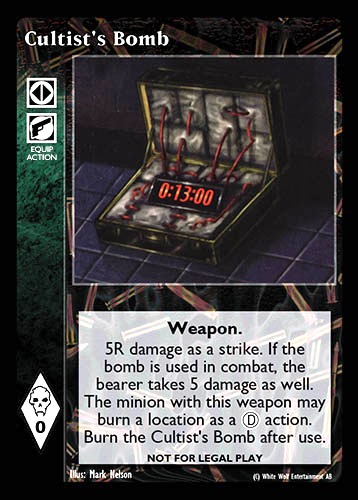 Cultist's Bomb
EQUIP
ACTION
0:13:00
Weapon.
5R damage as a strike. If the
bomb is used in combat, the
bearer takes 5 damage as well.
The minion with this weapon may
burn a location as a Ⓓ action.
Burn the Cultist's Bomb after use.
NOT FOR LEGAL PLAY
0
Illus: Mark Nelson
(C) White Wolf Entertainment AB